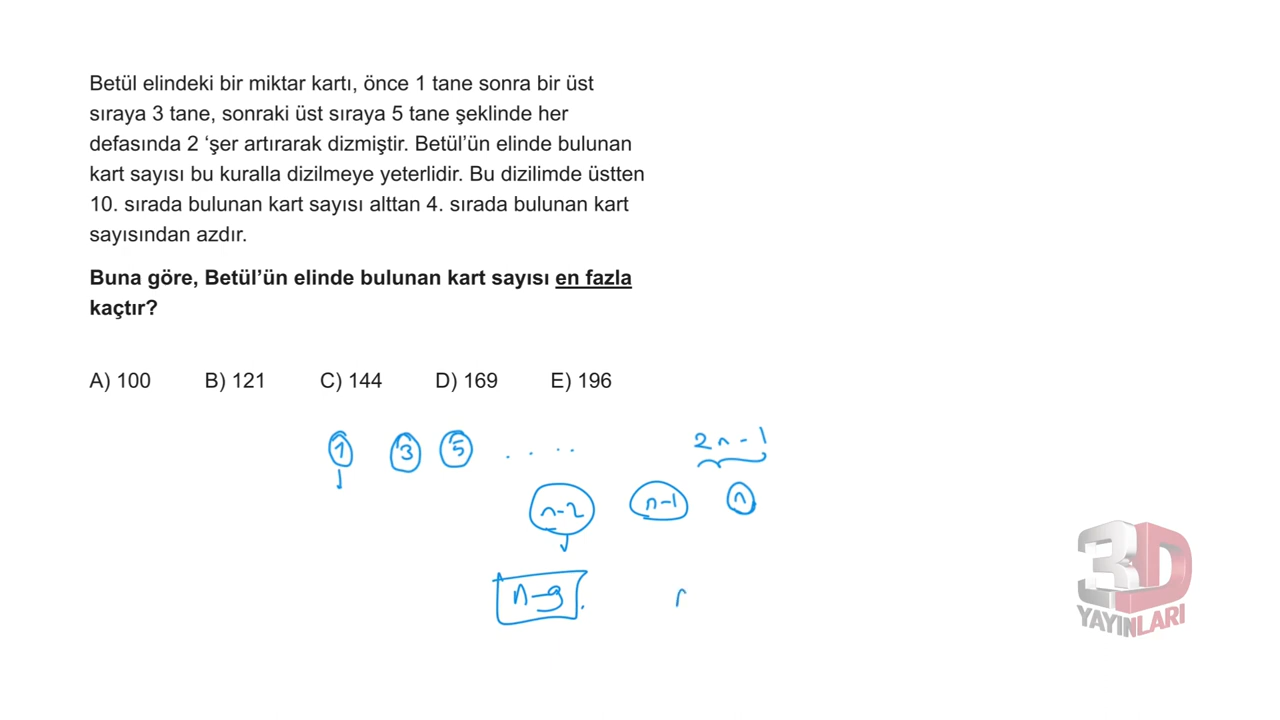 Betül elindeki bir miktar kartı, önce 1 tane sonra bir üst
sıraya 3 tane, sonraki üst sıraya 5 tane şeklinde her
defasında 2 ‘şer artırarak dizmiştir. Betül’ün elinde bulunan
kart sayısı bu kuralla dizilmeye yeterlidir. Bu dizilimde üstten
10. sırada bulunan kart sayısı alttan 4. sırada bulunan kart
sayısından azdır.
Buna göre, Betül’ün elinde bulunan kart sayısı en fazla
kaçtır?
A) 100 B) 121 C) 144 D) 169 E) 196
2n-1
1 3 5 . . . .
n-2 n-1 n
n-9
3D
YAYINLARI